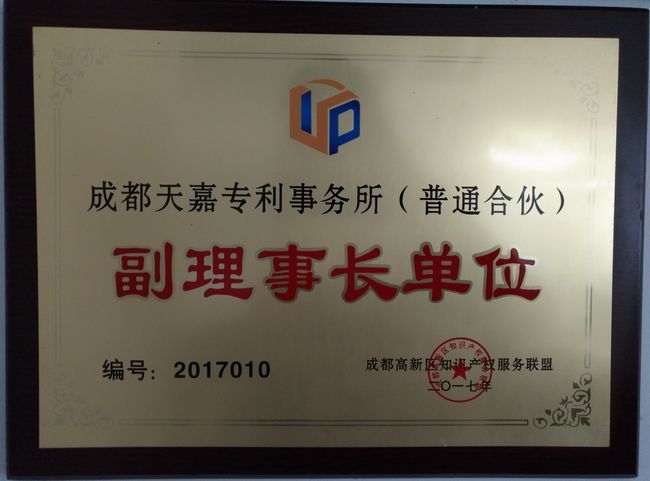 IP
成都天嘉专利事务所（普通合伙）
副理事长单位
编号：2017010
成都高新区知识产权服务联盟
二〇一七年